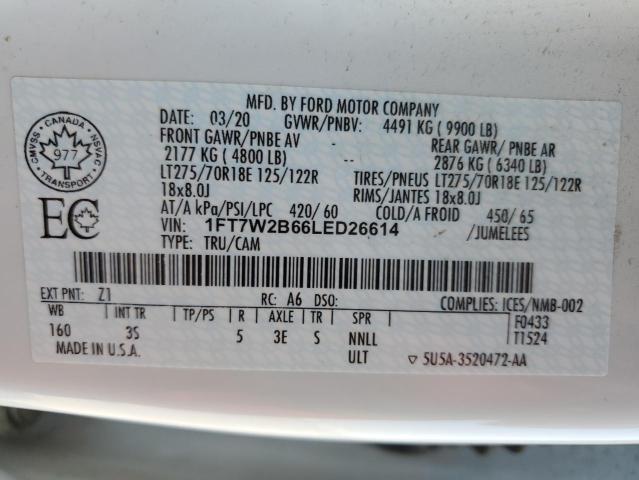 MFD. BY FORD MOTOR COMPANY
DATE: 03/20 GVWR/PNBV: 4491 KG ( 9900 LB)
FRONT GAWR/PNBE AV REAR GAWR/ PNBE AR
2177 KG ( 4800 LB) -- 2876 KG ( 6340 LB)
LT275/70R18E 125/122R TIRES/PNEUS LT275/70R18E 125/122R
18x8.0J RIMS/JANTES 18x8.0J
AT/A kPa/PSI/LPC 420/ 60 COLD/A FROID 450/ 65
VIN: 1FT7W2B66LED26614 /JUMELEES
TYPE: TRU/CAM
CANADA
CMVSS NSVAC
977
TRANSPORT
EC
EXT PNT: Z1 RC: A6 DSO: COMPLIES: ICES/NMB-002
WB INT TR TP/PS R AXLE TR SPR F0433
160 3S 5 3E S NNLL T1524
MADE IN U.S.A. ULT ▽ 5U5A-3520472-AA